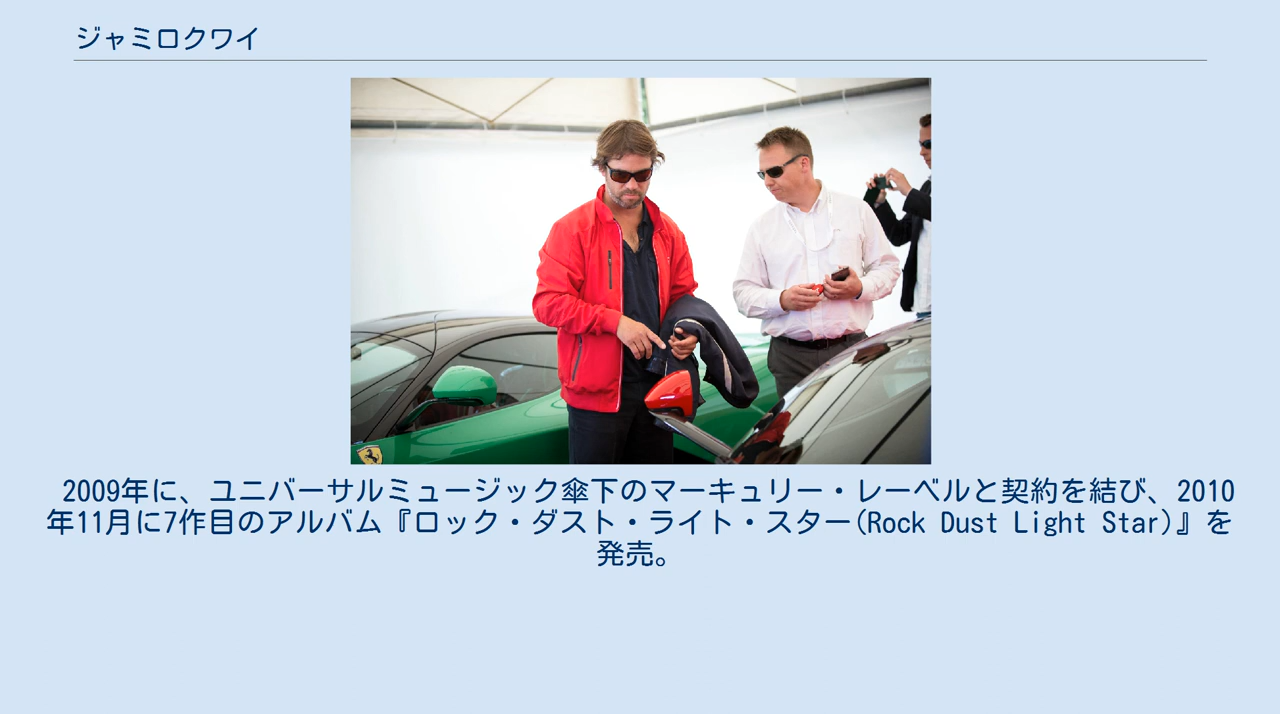 ジャミロクワイ
2009年に、ユニバーサルミュージック傘下のマーキュリー・レーベルと契約を結び、2010
年11月に7作目のアルバム『ロック・ダスト・ライト・スター(Rock Dust Light Star)』を
発売。